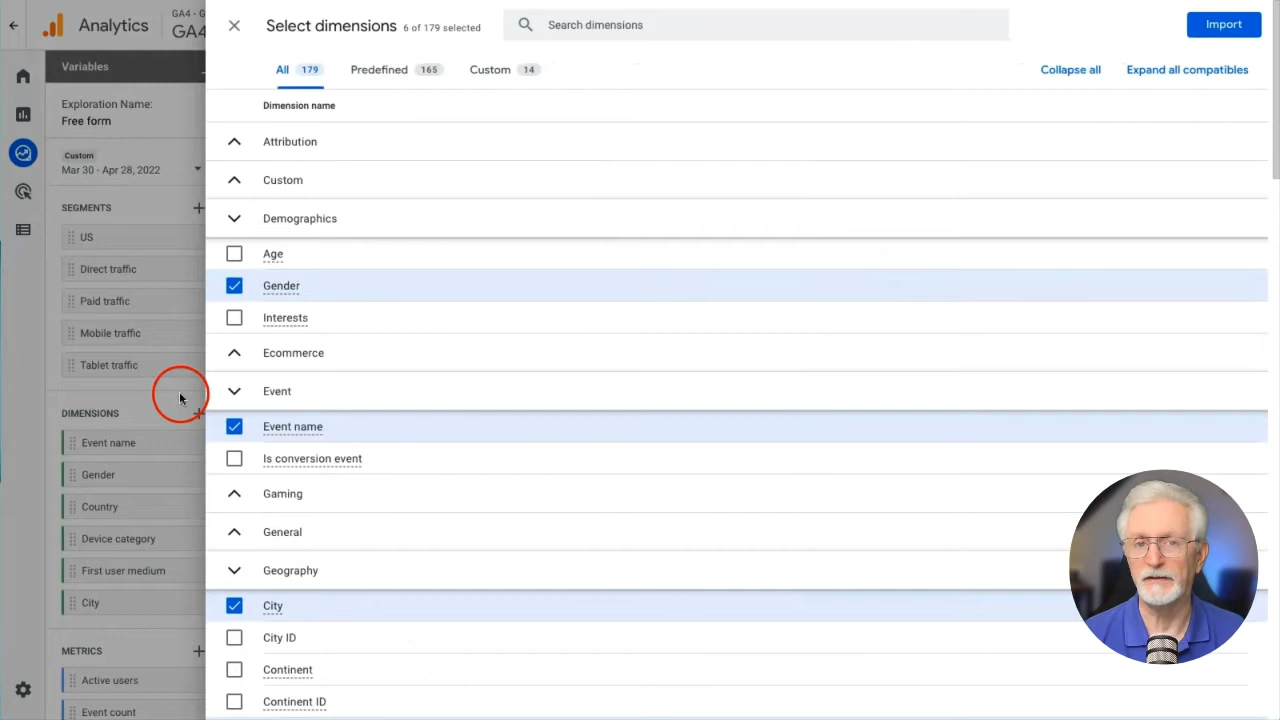 Analytics
GA4 - G
GA4
Select dimensions
6 of 179 selected
Search dimensions
Import
All 179
Predefined 165
Custom 14
Collapse all
Expand all compatibles
Variables
Exploration Name:
Free form
Custom
Mar 30 - Apr 28, 2022
SEGMENTS
US
Direct traffic
Paid traffic
Mobile traffic
Tablet traffic
DIMENSIONS
Event name
Gender
Country
Device category
First user medium
City
METRICS
Active users
Event count
Dimension name
Attribution
Custom
Demographics
Age
Gender
Interests
Ecommerce
Event
Event name
Is conversion event
Gaming
General
Geography
City
City ID
Continent
Continent ID